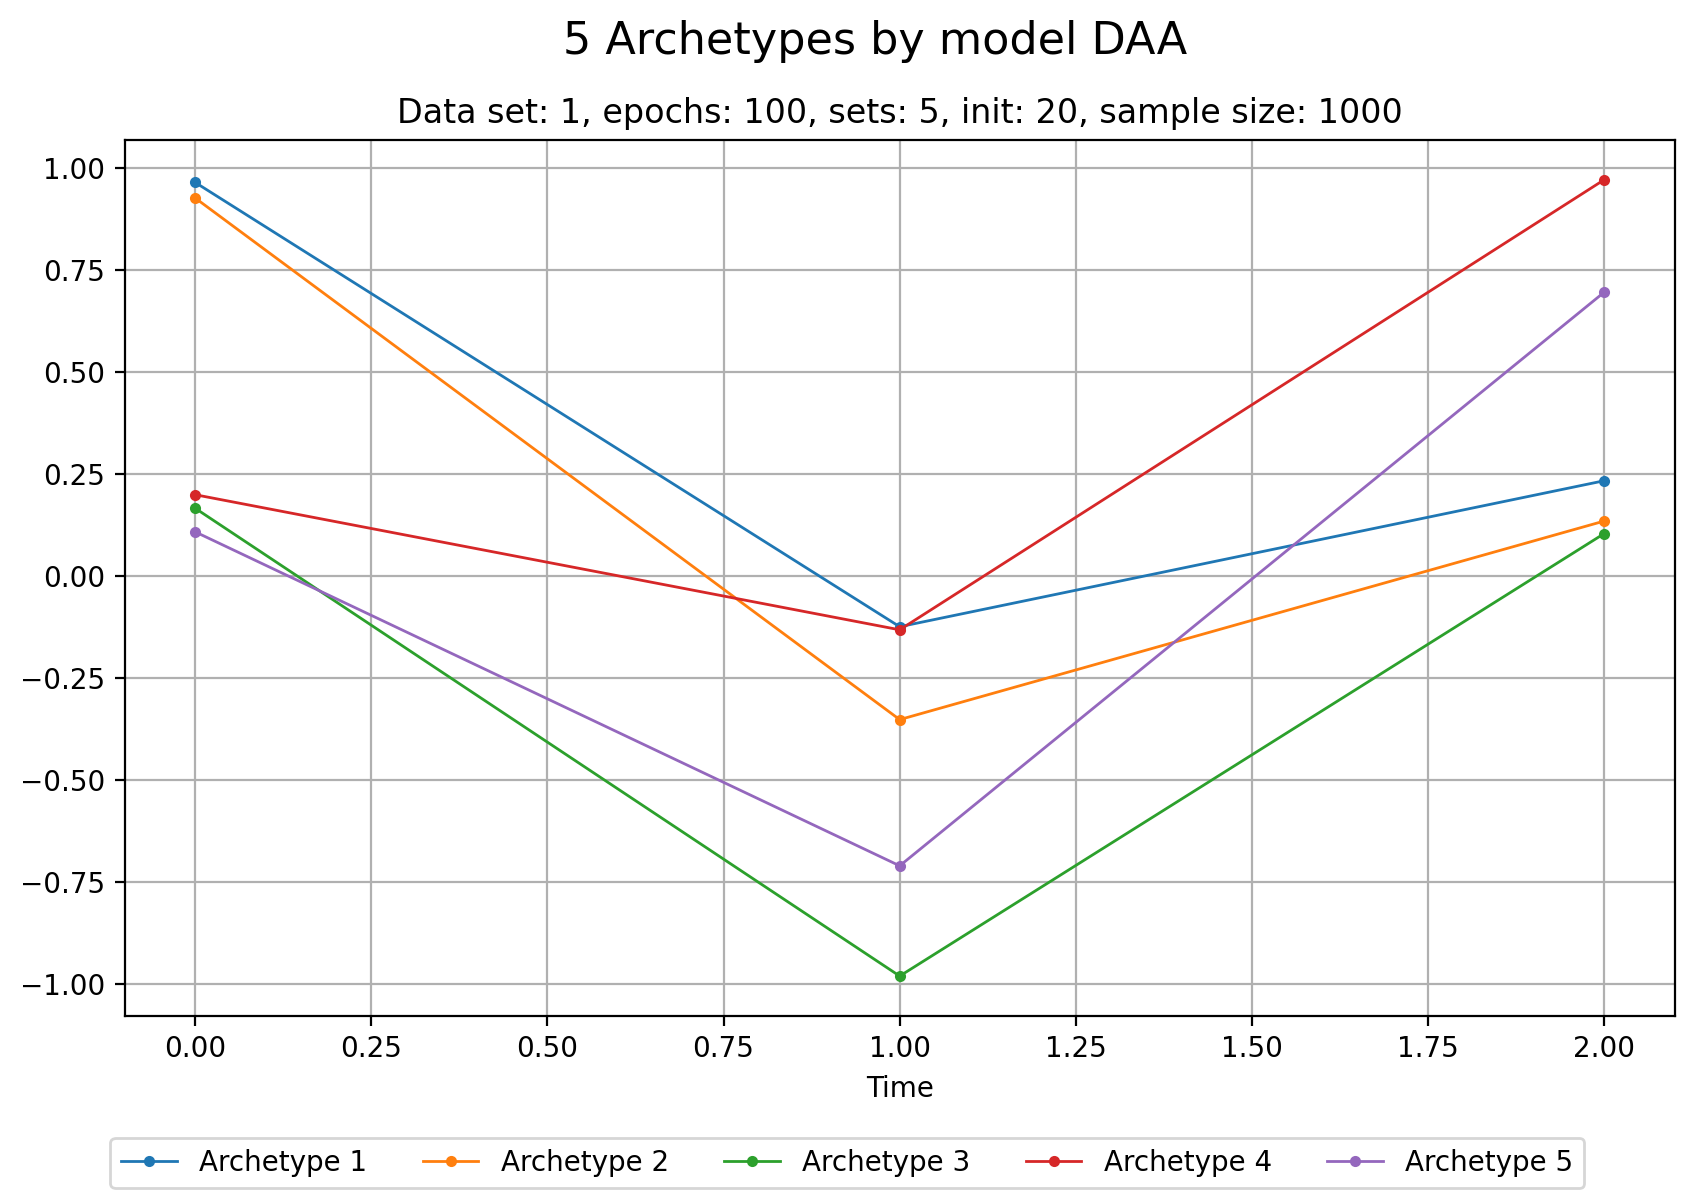 5 Archetypes by model DAA
Data set: 1, epochs: 100, sets: 5, init: 20, sample size: 1000
1.00
0.75
0.50
0.25
0.00
−0.25
−0.50
−0.75
−1.00
0.00 0.25 0.50 0.75 1.00 1.25 1.50 1.75 2.00
Time
Archetype 1 Archetype 2 Archetype 3 Archetype 4 Archetype 5